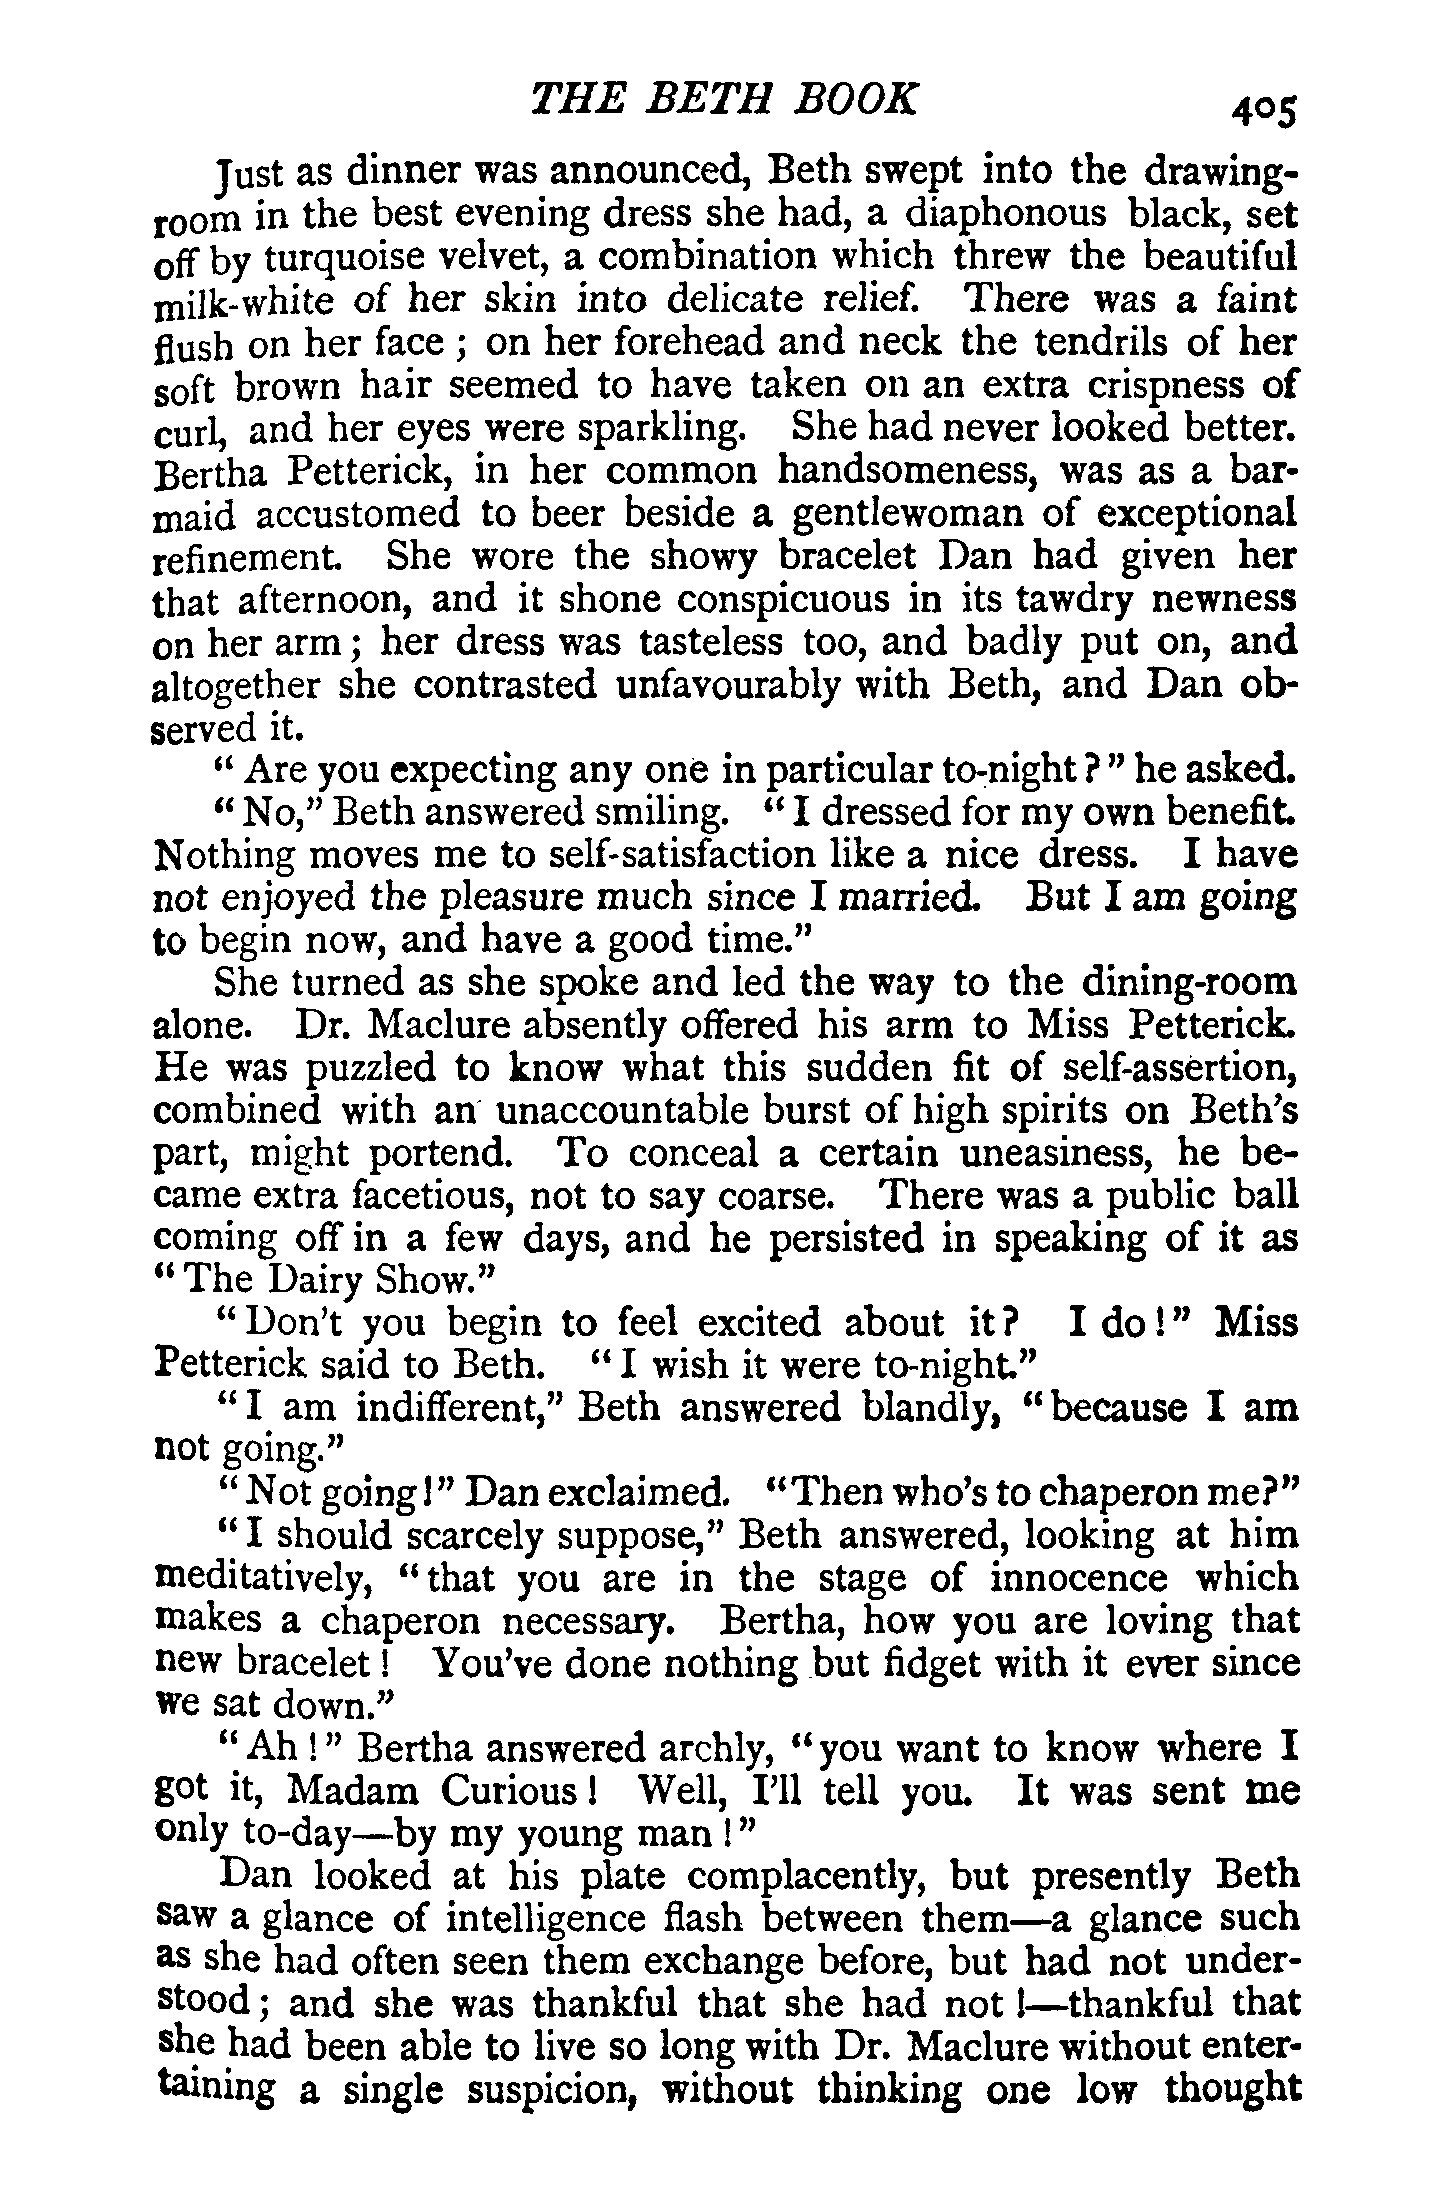 THE BETH BOOK 405
Just as dinner was announced, Beth swept into the drawing-
room in the best evening dress she had, a diaphonous black, set
off by turquoise velvet, a combination which threw the beautiful
milk-white of her skin into delicate relief. There was a faint
flush on her face ; on her forehead and neck the tendrils of her
soft brown hair seemed to have taken on an extra crispness of
curl, and her eyes were sparkling. She had never looked better.
Bertha Petterick, in her common handsomeness, was as a bar-
maid accustomed to beer beside a gentlewoman of exceptional
refinement. She wore the showy bracelet Dan had given her
that afternoon, and it shone conspicuous in its tawdry newness
on her arm ; her dress was tasteless too, and badly put on, and
altogether she contrasted unfavourably with Beth, and Dan ob-
served it.
“ Are you expecting any one in particular to-night ? ” he asked.
“ No,” Beth answered smiling. “ I dressed for my own benefit.
Nothing moves me to self-satisfaction like a nice dress. I have
not enjoyed the pleasure much since I married. But I am going
to begin now, and have a good time.”
She turned as she spoke and led the way to the dining-room
alone. Dr. Maclure absently offered his arm to Miss Petterick.
He was puzzled to know what this sudden fit of self-assertion,
combined with an unaccountable burst of high spirits on Beth’s
part, might portend. To conceal a certain uneasiness, he be-
came extra facetious, not to say coarse. There was a public ball
coming off in a few days, and he persisted in speaking of it as
“ The Dairy Show.”
“ Don’t you begin to feel excited about it ? I do ! ” Miss
Petterick said to Beth. “ I wish it were to-night.”
“ I am indifferent,” Beth answered blandly, “ because I am
not going.”
“ Not going ! ” Dan exclaimed. “ Then who’s to chaperon me ? ”
“ I should scarcely suppose,” Beth answered, looking at him
meditatively, “ that you are in the stage of innocence which
makes a chaperon necessary. Bertha, how you are loving that
new bracelet ! You’ve done nothing but fidget with it ever since
we sat down.”
“ Ah ! ” Bertha answered archly, “ you want to know where I
got it, Madam Curious ! Well, I’ll tell you. It was sent me
only to-day—by my young man ! ”
Dan looked at his plate complacently, but presently Beth
saw a glance of intelligence flash between them—a glance such
as she had often seen them exchange before, but had not under-
stood ; and she was thankful that she had not !—thankful that
she had been able to live so long with Dr. Maclure without enter-
taining a single suspicion, without thinking one low thought